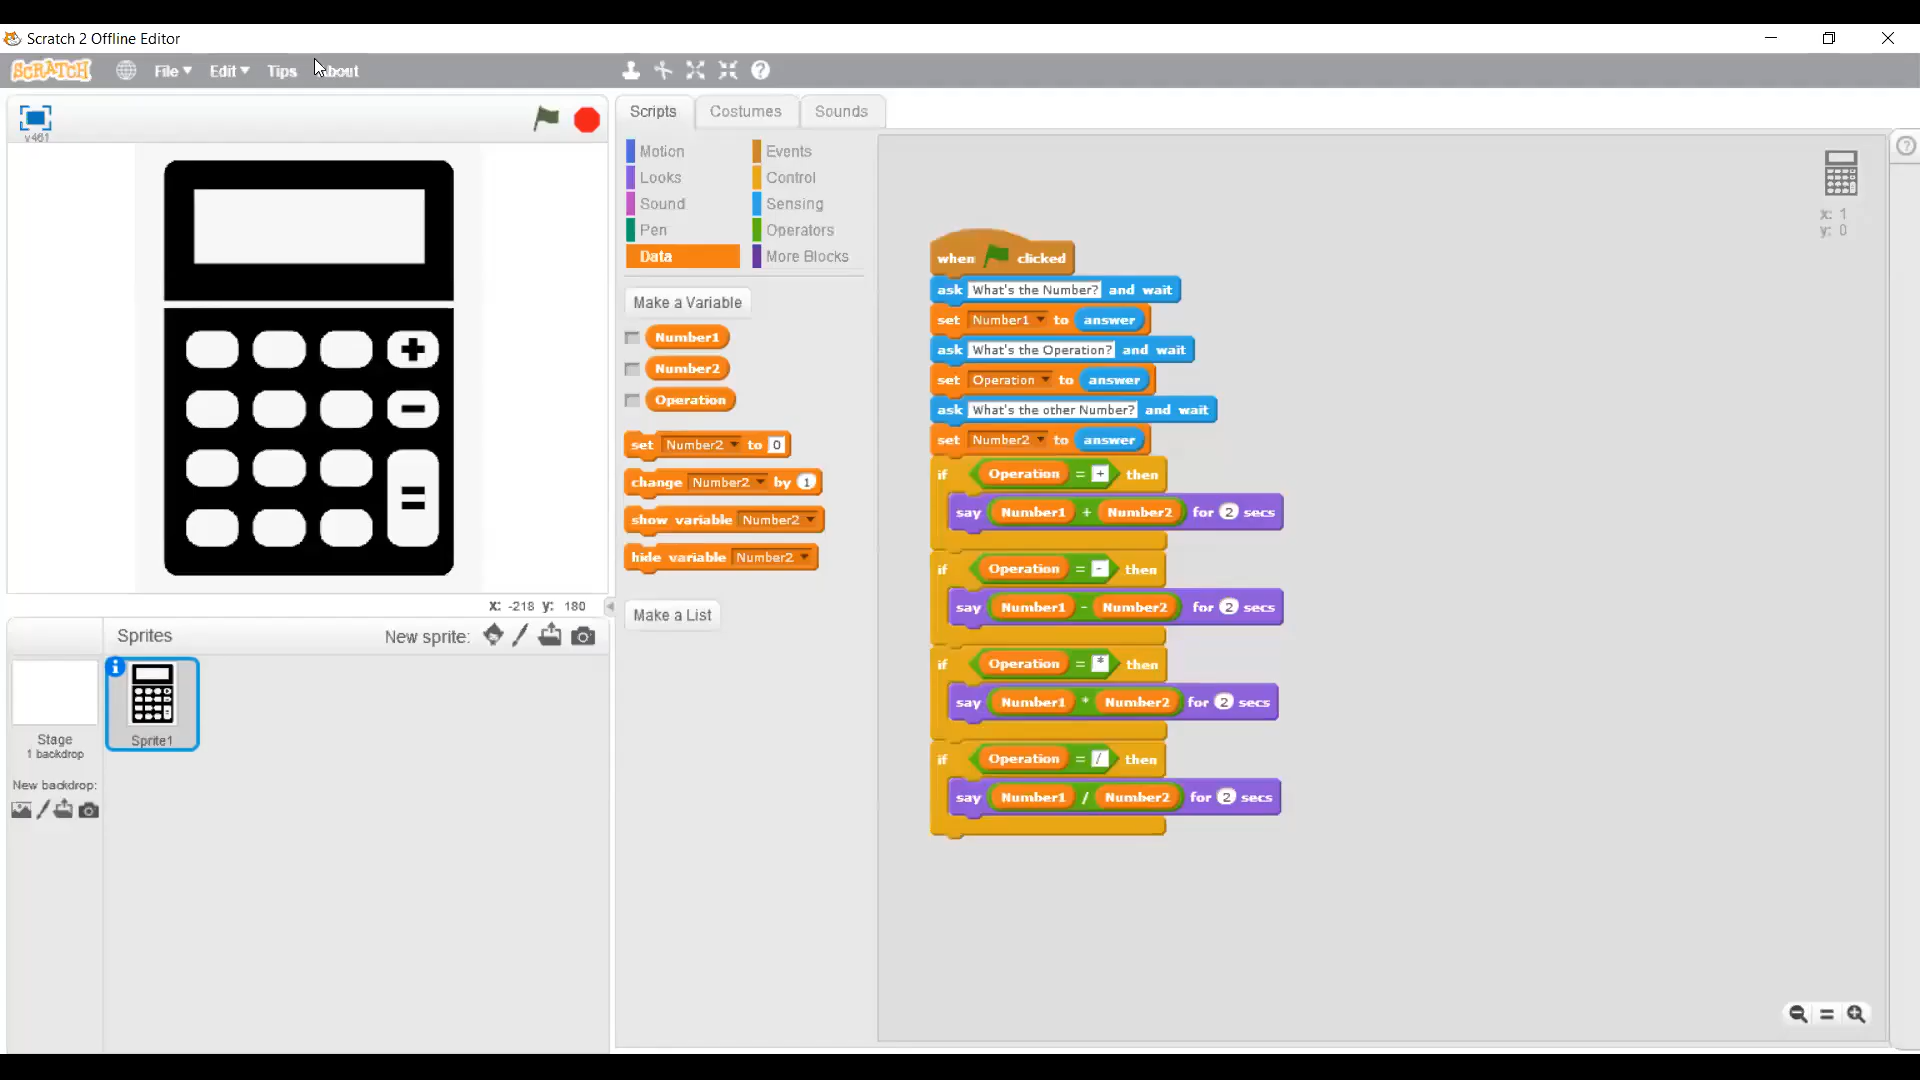 Scratch 2 Offline Editor
SCRATCH File Edit Tips About
v461
Scripts Costumes Sounds
Motion Events
Looks Control
Sound Sensing
Pen Operators
Data More Blocks
Make a Variable
Number1
Number2
Operation
set Number2 to 0
change Number2 by 1
show variable Number2
hide variable Number2
Make a List
x: 1
y: 0
when clicked
ask What's the Number? and wait
set Number1 to answer
ask What's the Operation? and wait
set Operation to answer
ask What's the other Number? and wait
set Number2 to answer
if Operation = + then
say Number1 + Number2 for 2 secs
if Operation = - then
say Number1 - Number2 for 2 secs
if Operation = * then
say Number1 * Number2 for 2 secs
if Operation = / then
say Number1 / Number2 for 2 secs
+
-
=
x: -218 y: 180
Sprites New sprite:
Sprite1
Stage
1 backdrop
New backdrop: